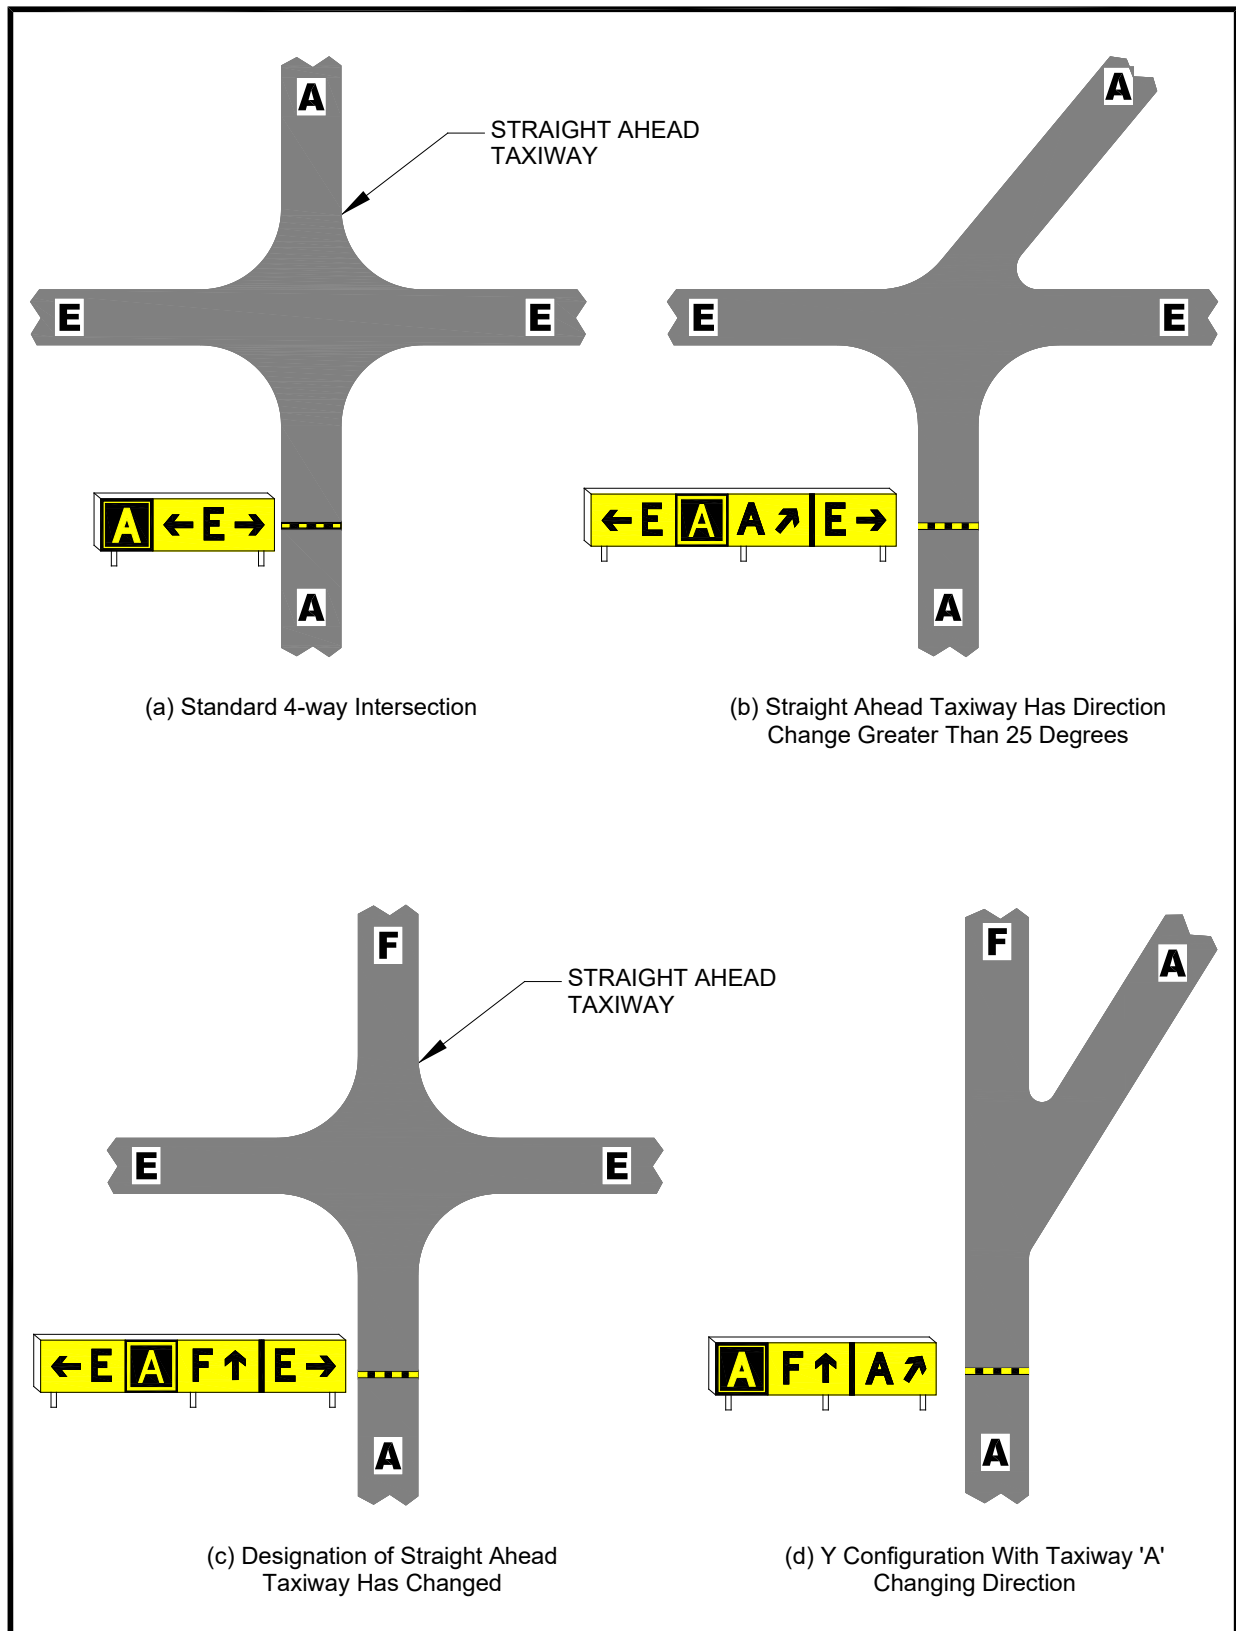 A
STRAIGHT AHEAD
TAXIWAY
E E
A ← E →
A
(a) Standard 4-way Intersection
A
E E
← E A A ↗ E →
A
(b) Straight Ahead Taxiway Has Direction
Change Greater Than 25 Degrees
F
STRAIGHT AHEAD
TAXIWAY
E E
← E A F ↑ E →
A
(c) Designation of Straight Ahead
Taxiway Has Changed
F A
A F ↑ A ↗
A
(d) Y Configuration With Taxiway 'A'
Changing Direction